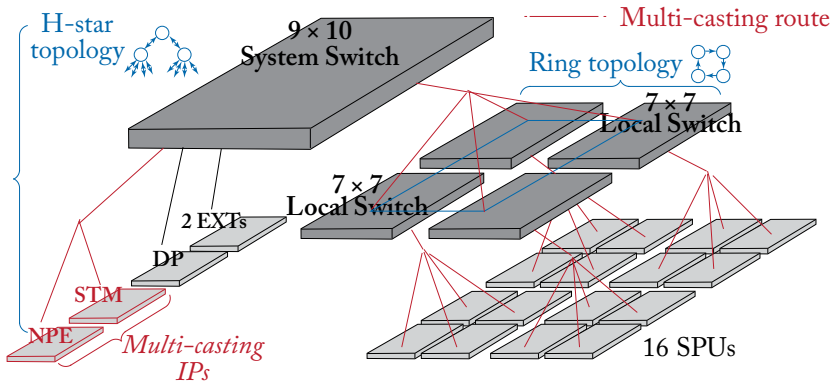 H-star
topology
9 × 10
System Switch
Multi-casting route
Ring topology
7 × 7
Local Switch
7 × 7
Local Switch
2 EXTs
DP
STM
NPE
Multi-casting
IPs
16 SPUs